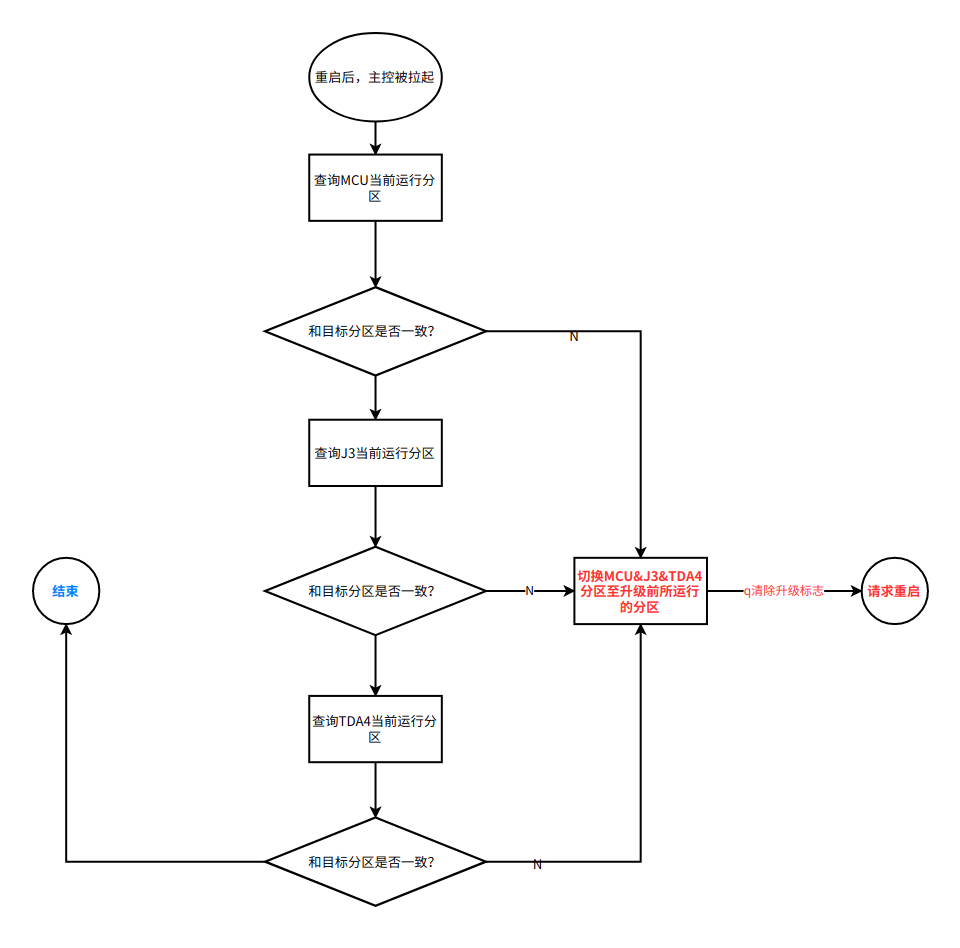 重启后，主控被拉起
查询MCU当前运行分
区
和目标分区是否一致?
N
查询J3当前运行分区
和目标分区是否一致?
N
切换MCU&J3&TDA4
分区至升级前所运行
的分区
q清除升级标志
请求重启
结束
查询TDA4当前运行分
区
和目标分区是否一致?
N